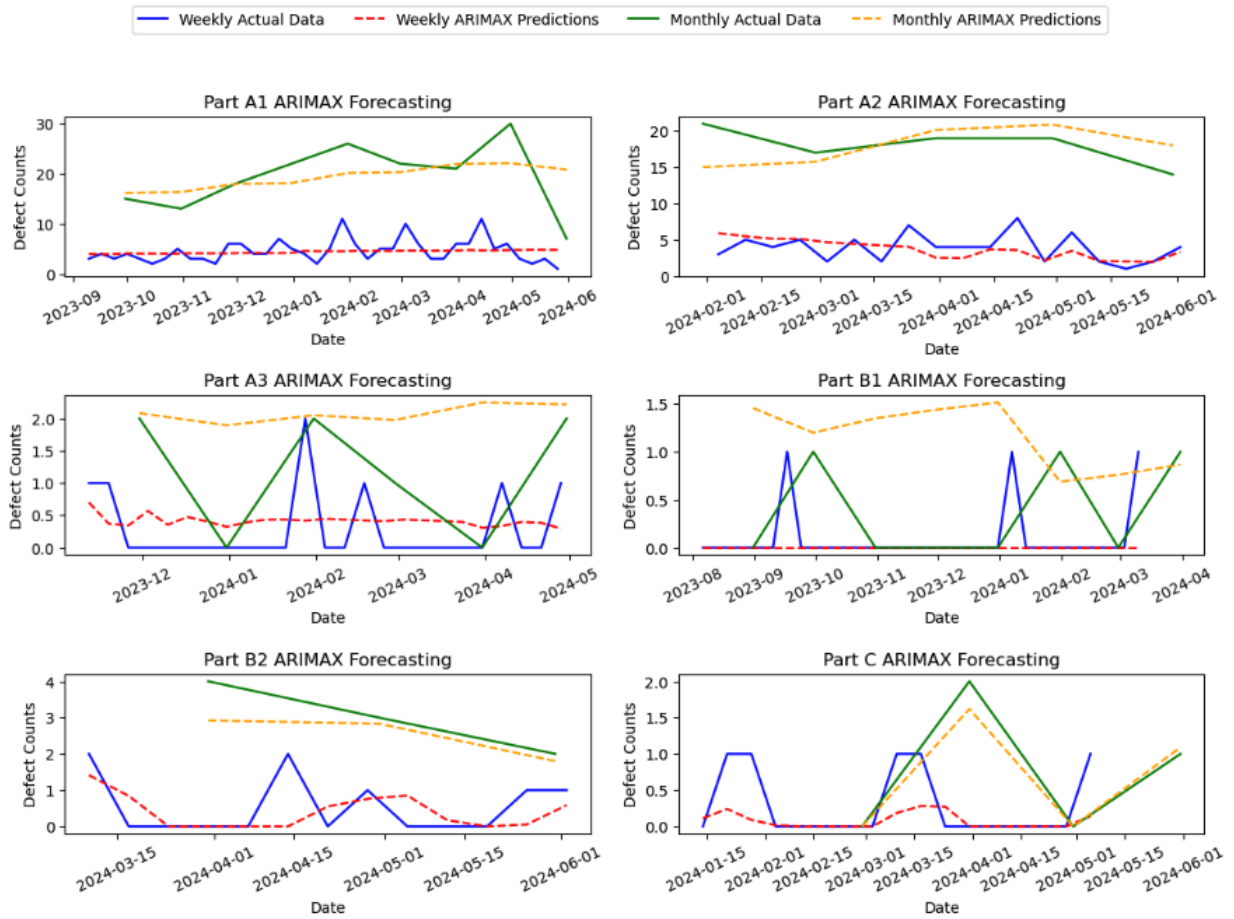 Weekly Actual Data Weekly ARIMAX Predictions Monthly Actual Data Monthly ARIMAX Predictions
Part A1 ARIMAX Forecasting
30
20
10
0
Defect Counts
2023-09 2023-10 2023-11 2023-12 2024-01 2024-02 2024-03 2024-04 2024-05 2024-06
Date
Part A2 ARIMAX Forecasting
20
15
10
5
0
Defect Counts
2024-02-01 2024-02-15 2024-03-01 2024-03-15 2024-04-01 2024-04-15 2024-05-01 2024-05-15 2024-06-01
Date
Part A3 ARIMAX Forecasting
2.0
1.5
1.0
0.5
0.0
Defect Counts
2023-12 2024-01 2024-02 2024-03 2024-04 2024-05
Date
Part B1 ARIMAX Forecasting
1.5
1.0
0.5
0.0
Defect Counts
2023-08 2023-09 2023-10 2023-11 2023-12 2024-01 2024-02 2024-03 2024-04
Date
Part B2 ARIMAX Forecasting
4
3
2
1
0
Defect Counts
2024-03-15 2024-04-01 2024-04-15 2024-05-01 2024-05-15 2024-06-01
Date
Part C ARIMAX Forecasting
2.0
1.5
1.0
0.5
0.0
Defect Counts
2024-01-15 2024-02-01 2024-02-15 2024-03-01 2024-03-15 2024-04-01 2024-04-15 2024-05-01 2024-05-15 2024-06-01
Date